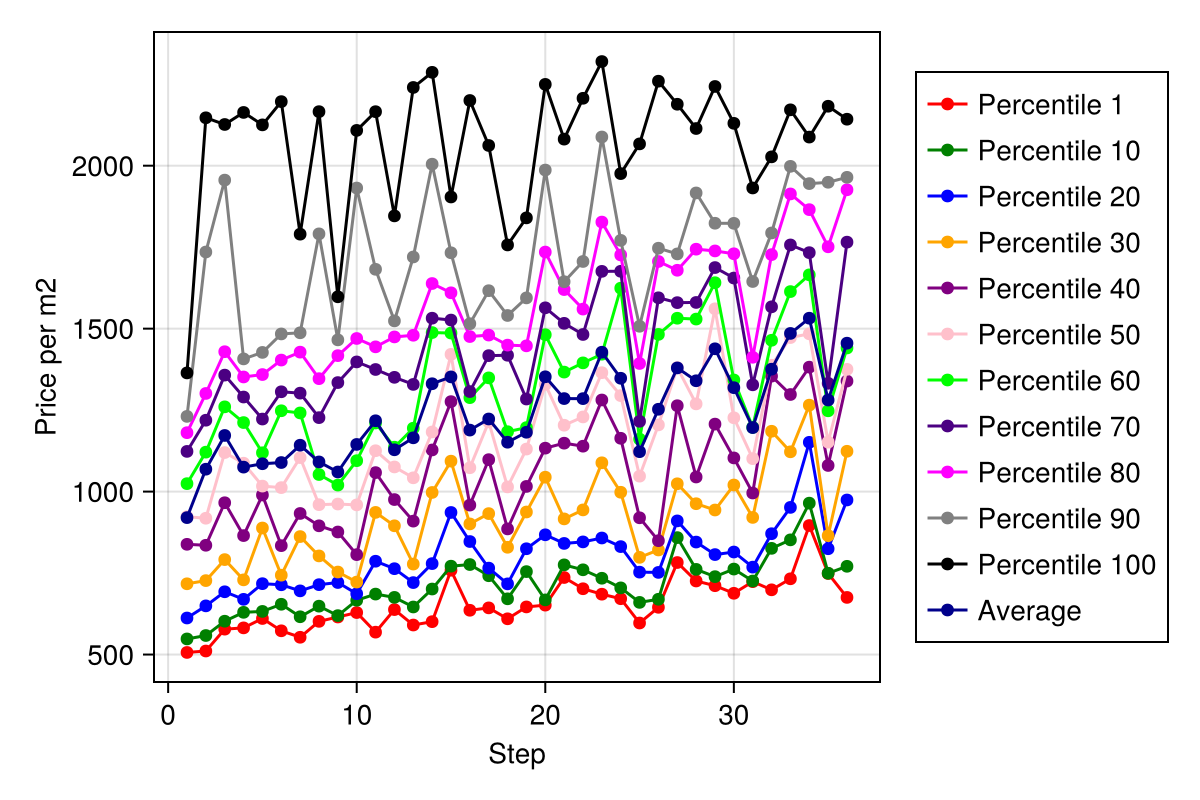 2000
1500
1000
500
Price per m2
0 10 20 30
Step
Percentile 1
Percentile 10
Percentile 20
Percentile 30
Percentile 40
Percentile 50
Percentile 60
Percentile 70
Percentile 80
Percentile 90
Percentile 100
Average